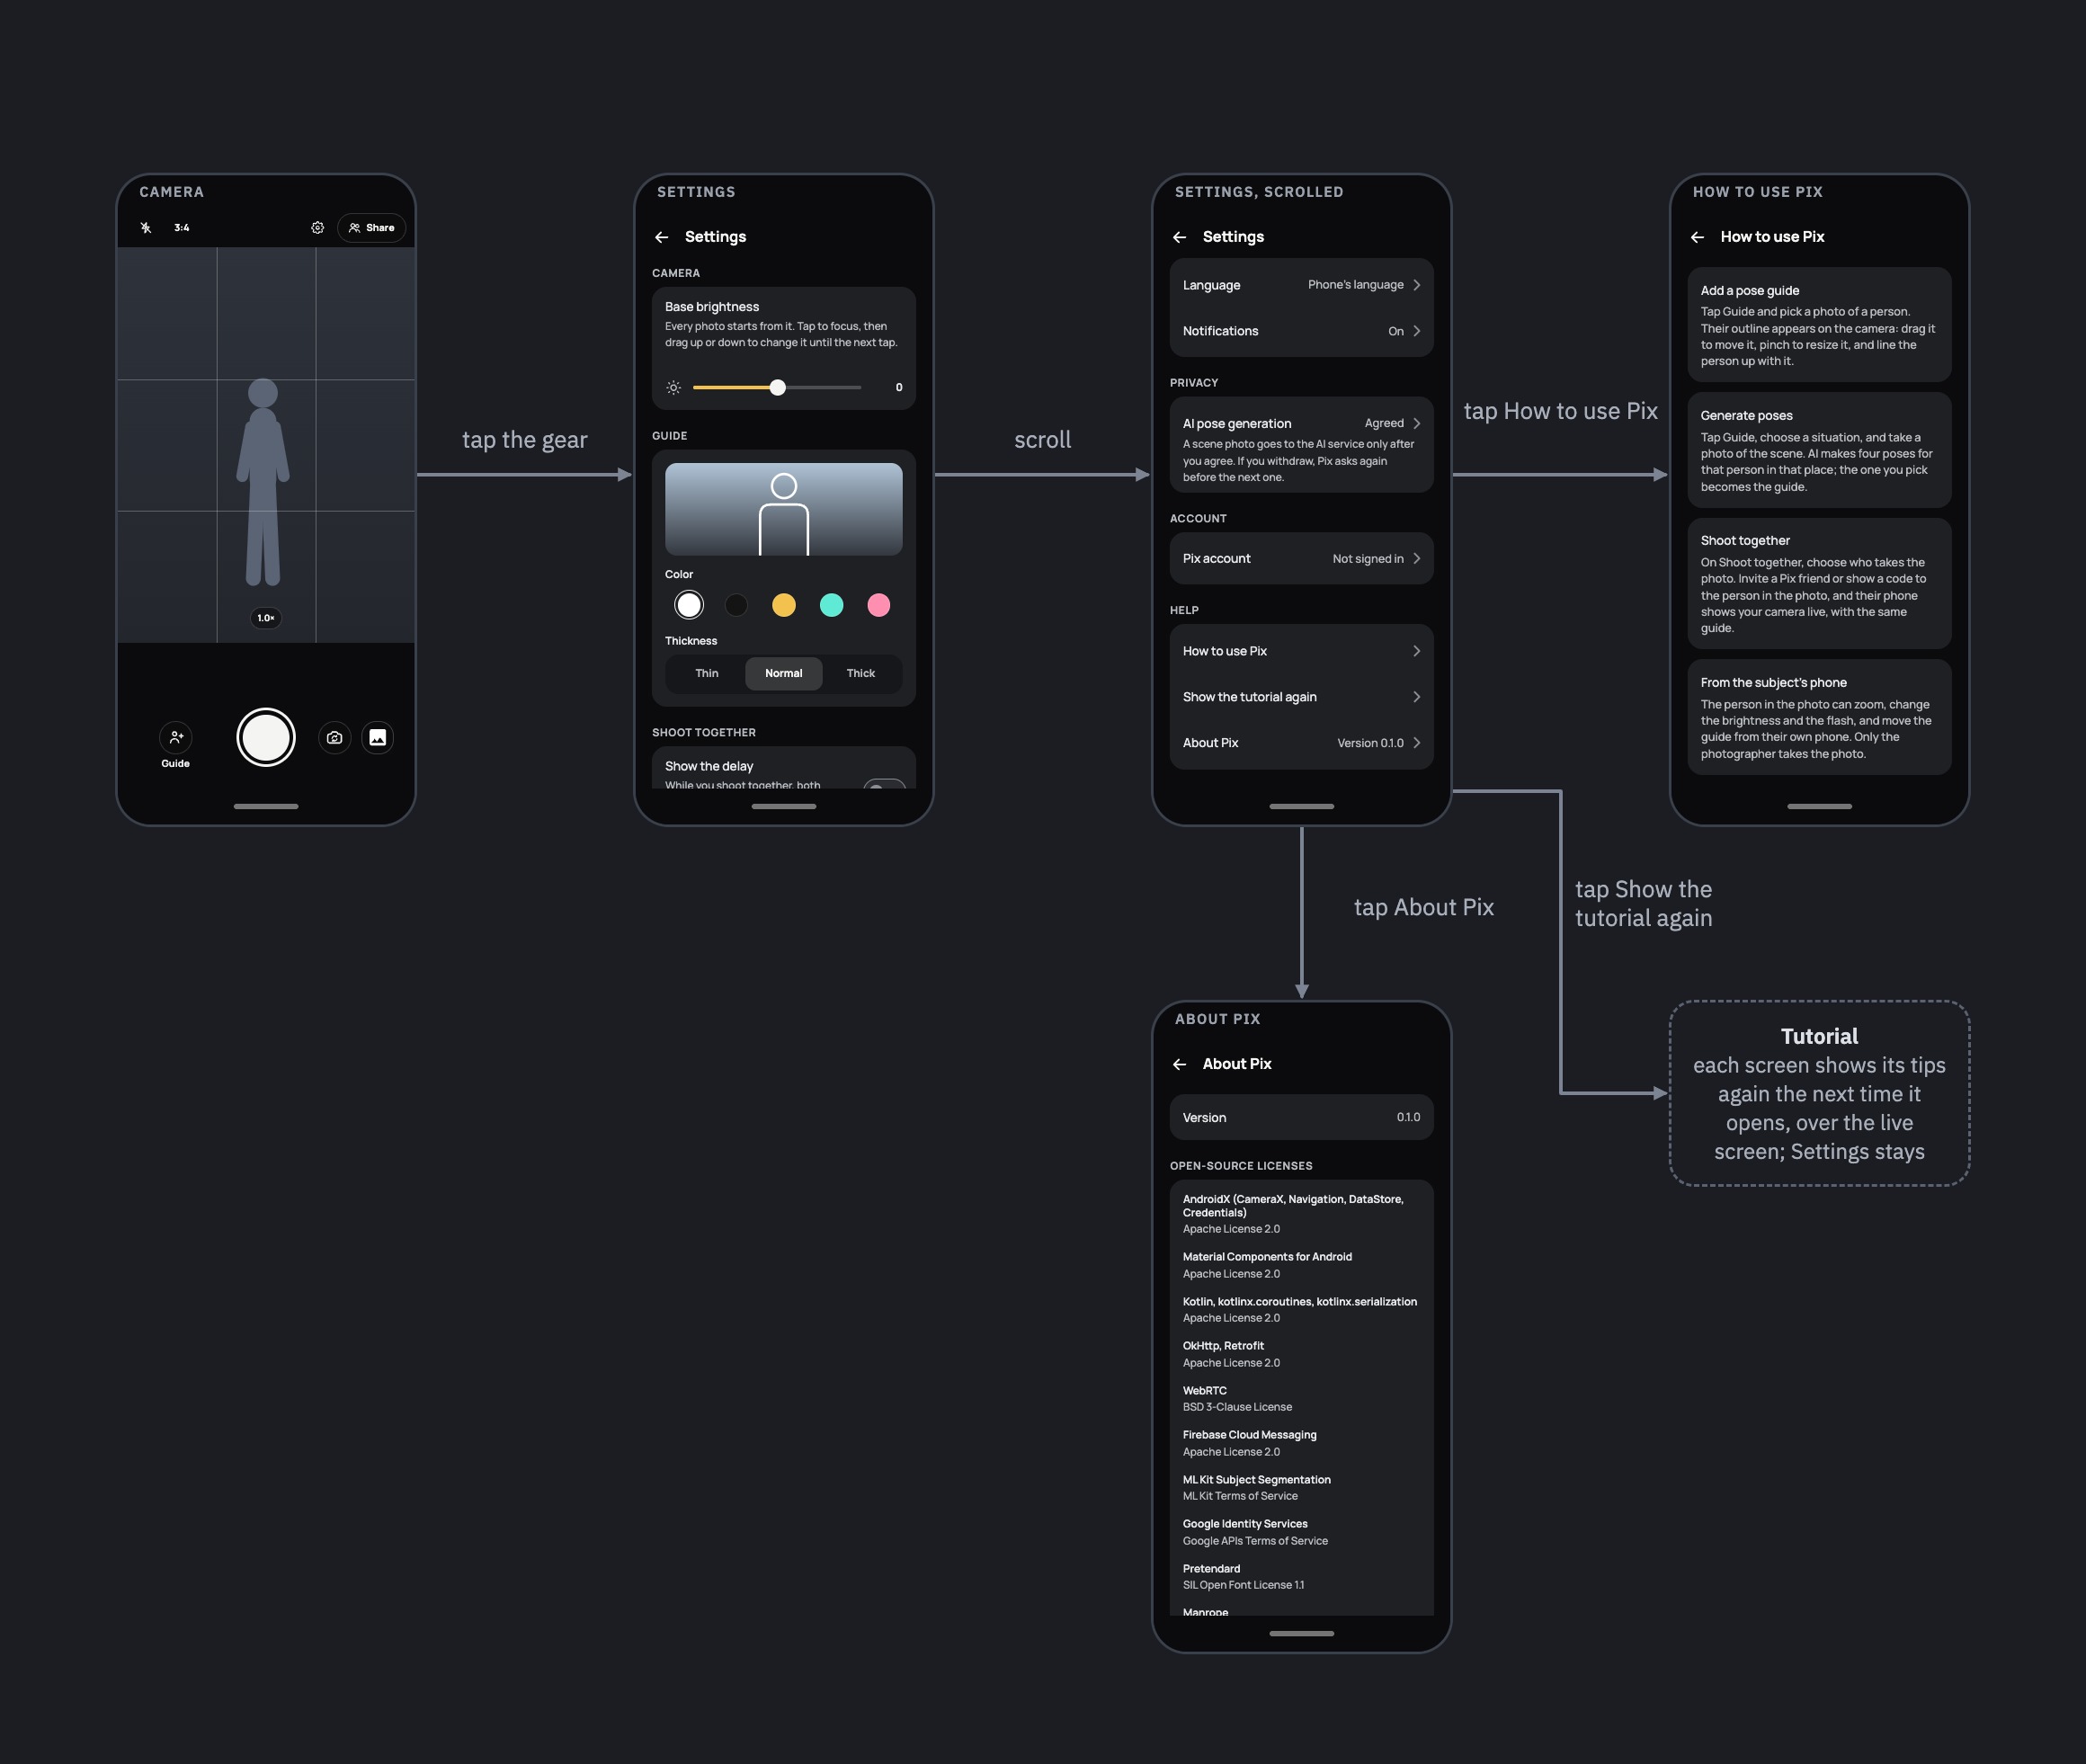 CAMERA
3:4
Share
1.0×
Guide
tap the gear
SETTINGS
Settings
CAMERA
Base brightness
Every photo starts from it. Tap to focus, then
drag up or down to change it until the next tap.
0
GUIDE
Color
Thickness
Thin
Normal
Thick
SHOOT TOGETHER
Show the delay
While you shoot together, both
scroll
SETTINGS, SCROLLED
Settings
Language
Phone's language
Notifications
On
PRIVACY
AI pose generation
Agreed
A scene photo goes to the AI service only after
you agree. If you withdraw, Pix asks again
before the next one.
ACCOUNT
Pix account
Not signed in
HELP
How to use Pix
Show the tutorial again
About Pix
Version 0.1.0
tap How to use Pix
HOW TO USE PIX
How to use Pix
Add a pose guide
Tap Guide and pick a photo of a person.
Their outline appears on the camera: drag it
to move it, pinch to resize it, and line the
person up with it.
Generate poses
Tap Guide, choose a situation, and take a
photo of the scene. AI makes four poses for
that person in that place; the one you pick
becomes the guide.
Shoot together
On Shoot together, choose who takes the
photo. Invite a Pix friend or show a code to
the person in the photo, and their phone
shows your camera live, with the same
guide.
From the subject's phone
The person in the photo can zoom, change
the brightness and the flash, and move the
guide from their own phone. Only the
photographer takes the photo.
tap About Pix
tap Show the
tutorial again
ABOUT PIX
About Pix
Version
0.1.0
OPEN-SOURCE LICENSES
AndroidX (CameraX, Navigation, DataStore,
Credentials)
Apache License 2.0
Material Components for Android
Apache License 2.0
Kotlin, kotlinx.coroutines, kotlinx.serialization
Apache License 2.0
OkHttp, Retrofit
Apache License 2.0
WebRTC
BSD 3-Clause License
Firebase Cloud Messaging
Apache License 2.0
ML Kit Subject Segmentation
ML Kit Terms of Service
Google Identity Services
Google APIs Terms of Service
Pretendard
SIL Open Font License 1.1
Manrope
Tutorial
each screen shows its tips
again the next time it
opens, over the live
screen; Settings stays